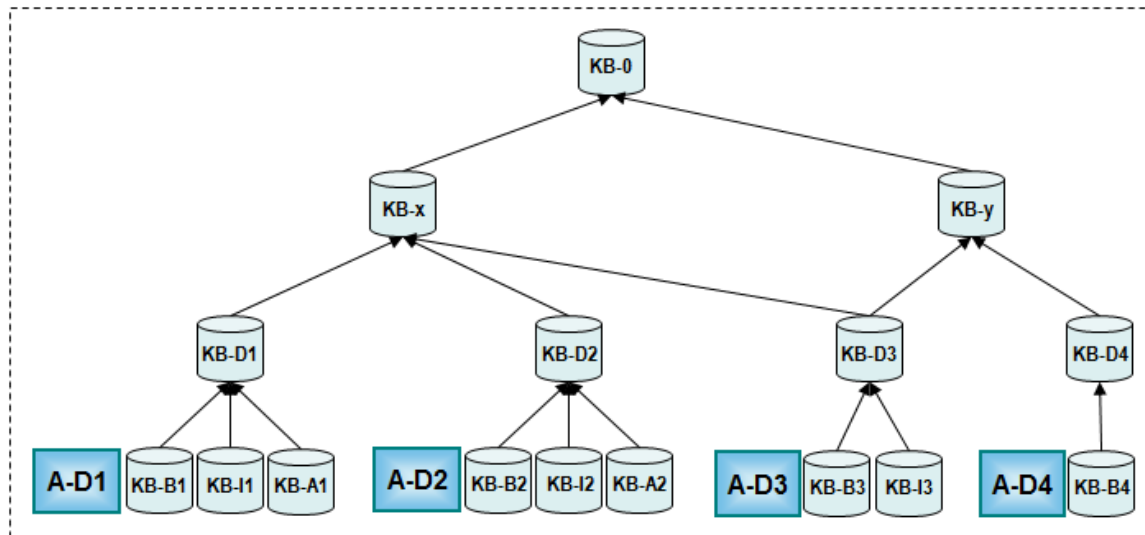 KB-0
KB-x
KB-y
KB-D1
KB-D2
KB-D3
KB-D4
A-D1
KB-B1
KB-I1
KB-A1
A-D2
KB-B2
KB-I2
KB-A2
A-D3
KB-B3
KB-I3
A-D4
KB-B4